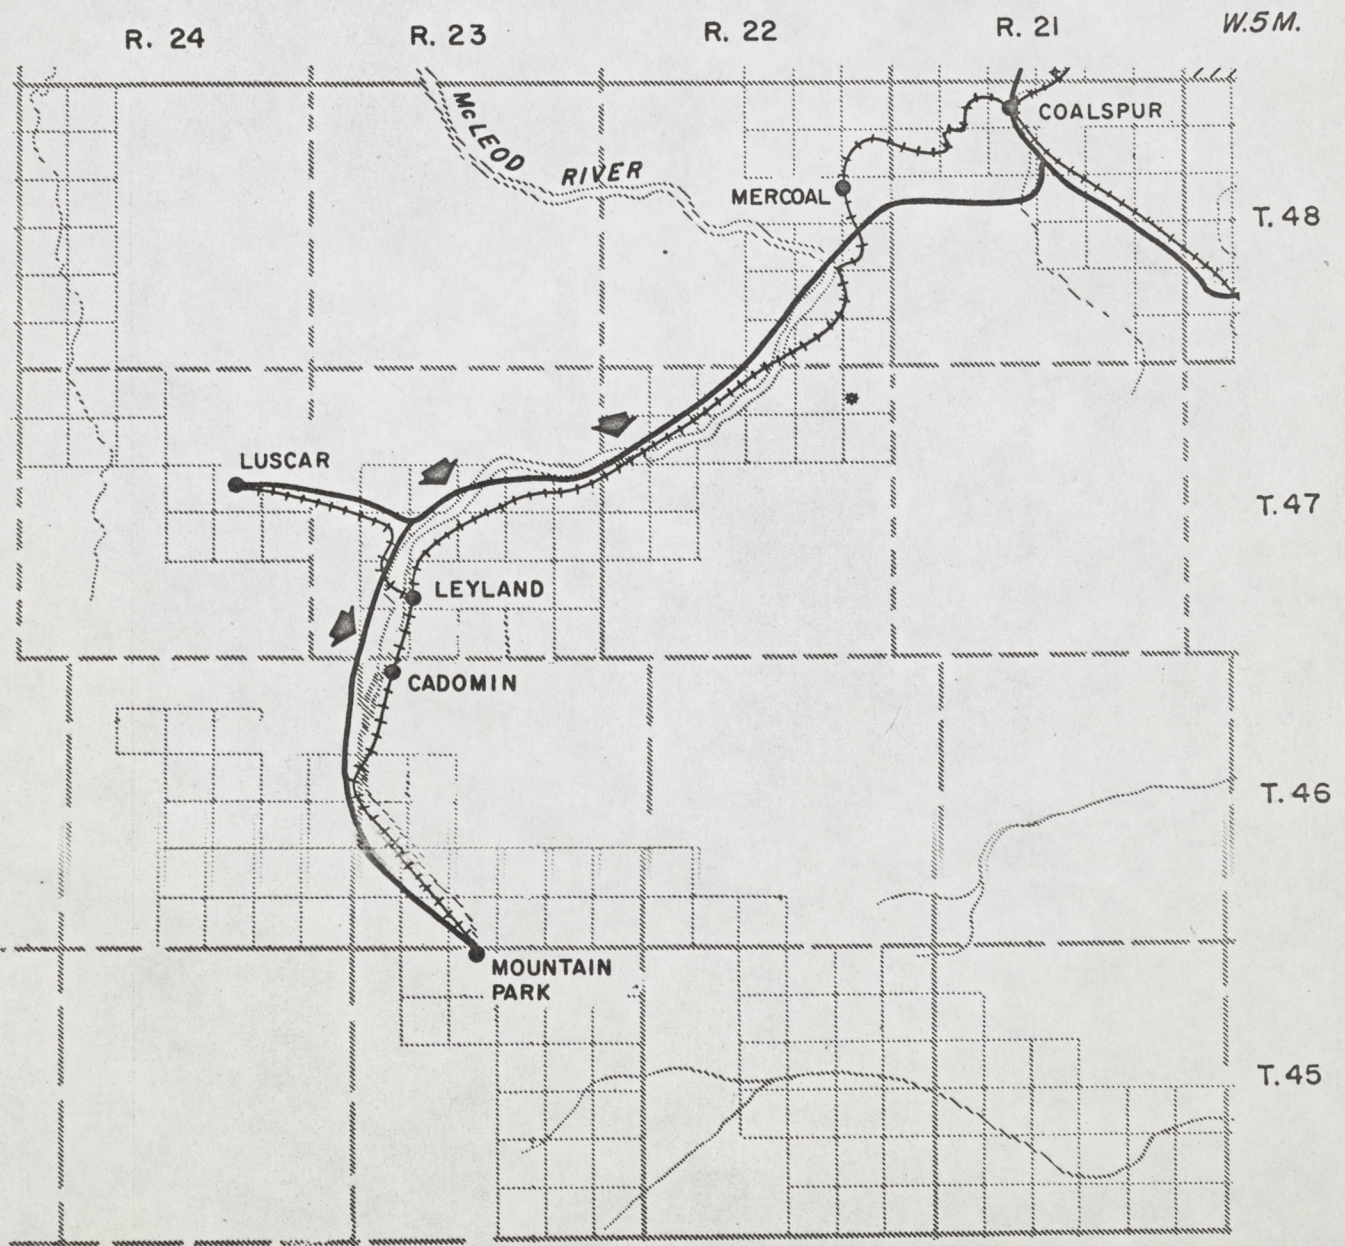 R. 24
R. 23
R. 22
R. 21
W.5M.
McLEOD
RIVER
COALSPUR
MERCOAL
T. 48
LUSCAR
T. 47
LEYLAND
CADOMIN
T. 46
MOUNTAIN
PARK
T. 45